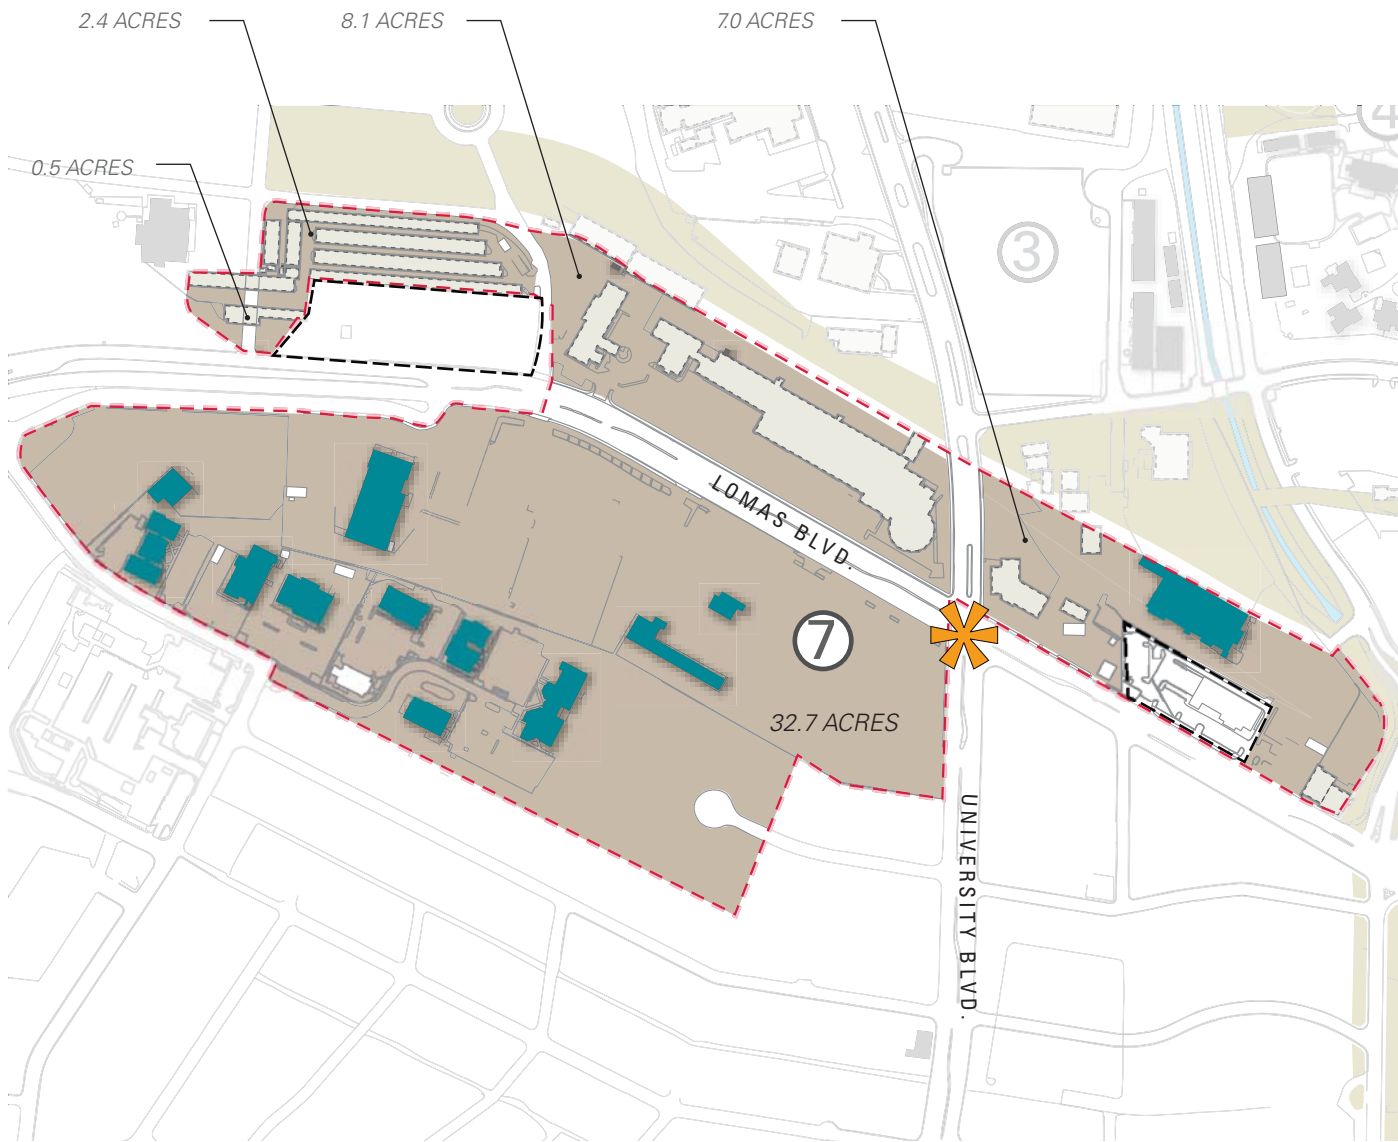 2.4 ACRES
8.1 ACRES
7.0 ACRES
4
0.5 ACRES
3
LOMAS BLVD.
7
32.7 ACRES
UNIVERSITY BLVD.